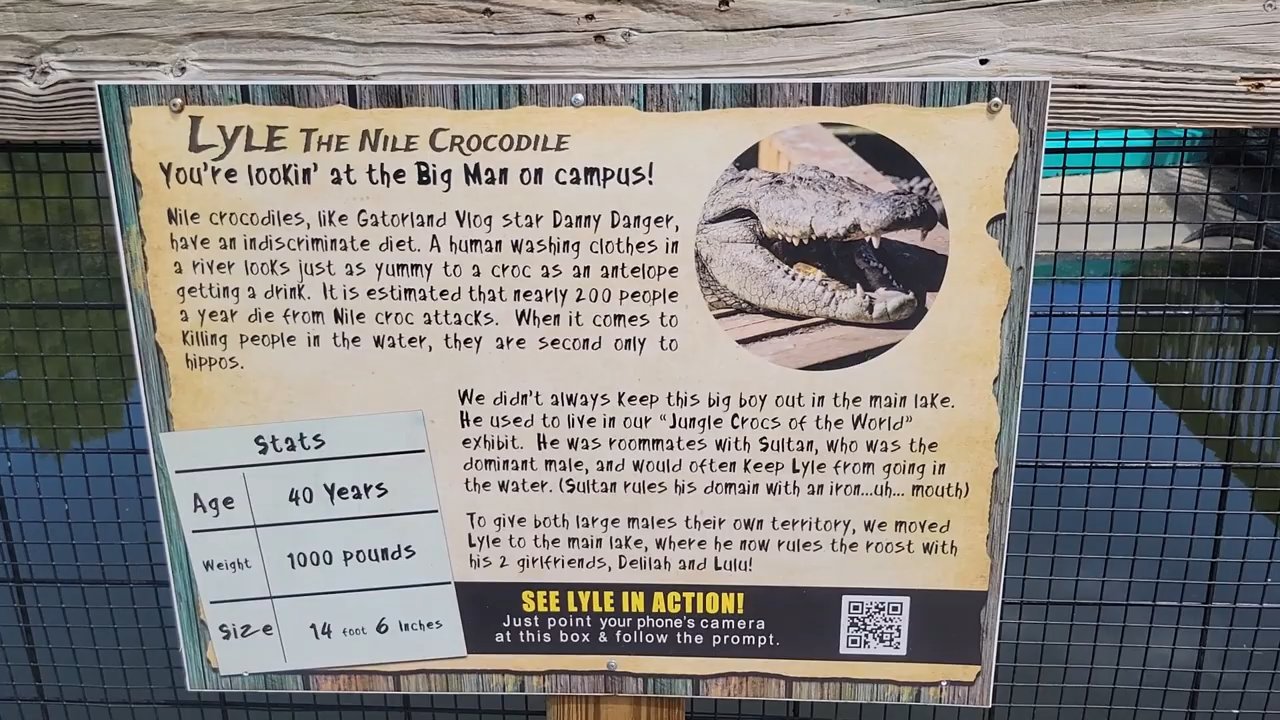 LYLE THE NILE CROCODILE
You're lookin' at the Big Man on campus!
Nile crocodiles, like Gatorland Vlog star Danny Danger,
have an indiscriminate diet. A human washing clothes in
a river looks just as yummy to a croc as an antelope
getting a drink. It is estimated that nearly 200 people
a year die from Nile croc attacks. When it comes to
killing people in the water, they are second only to
hippos.
We didn't always keep this big boy out in the main lake.
He used to live in our "Jungle Crocs of the World"
exhibit. He was roommates with Sultan, who was the
dominant male, and would often keep Lyle from going in
the water. (Sultan rules his domain with an iron...uh... mouth)
To give both large males their own territory, we moved
Lyle to the main lake, where he now rules the roost with
his 2 girlfriends, Delilah and Lulu!
Stats
Age 40 Years
Weight 1000 pounds
Size 14 foot 6 Inches
SEE LYLE IN ACTION!
Just point your phone's camera
at this box & follow the prompt.